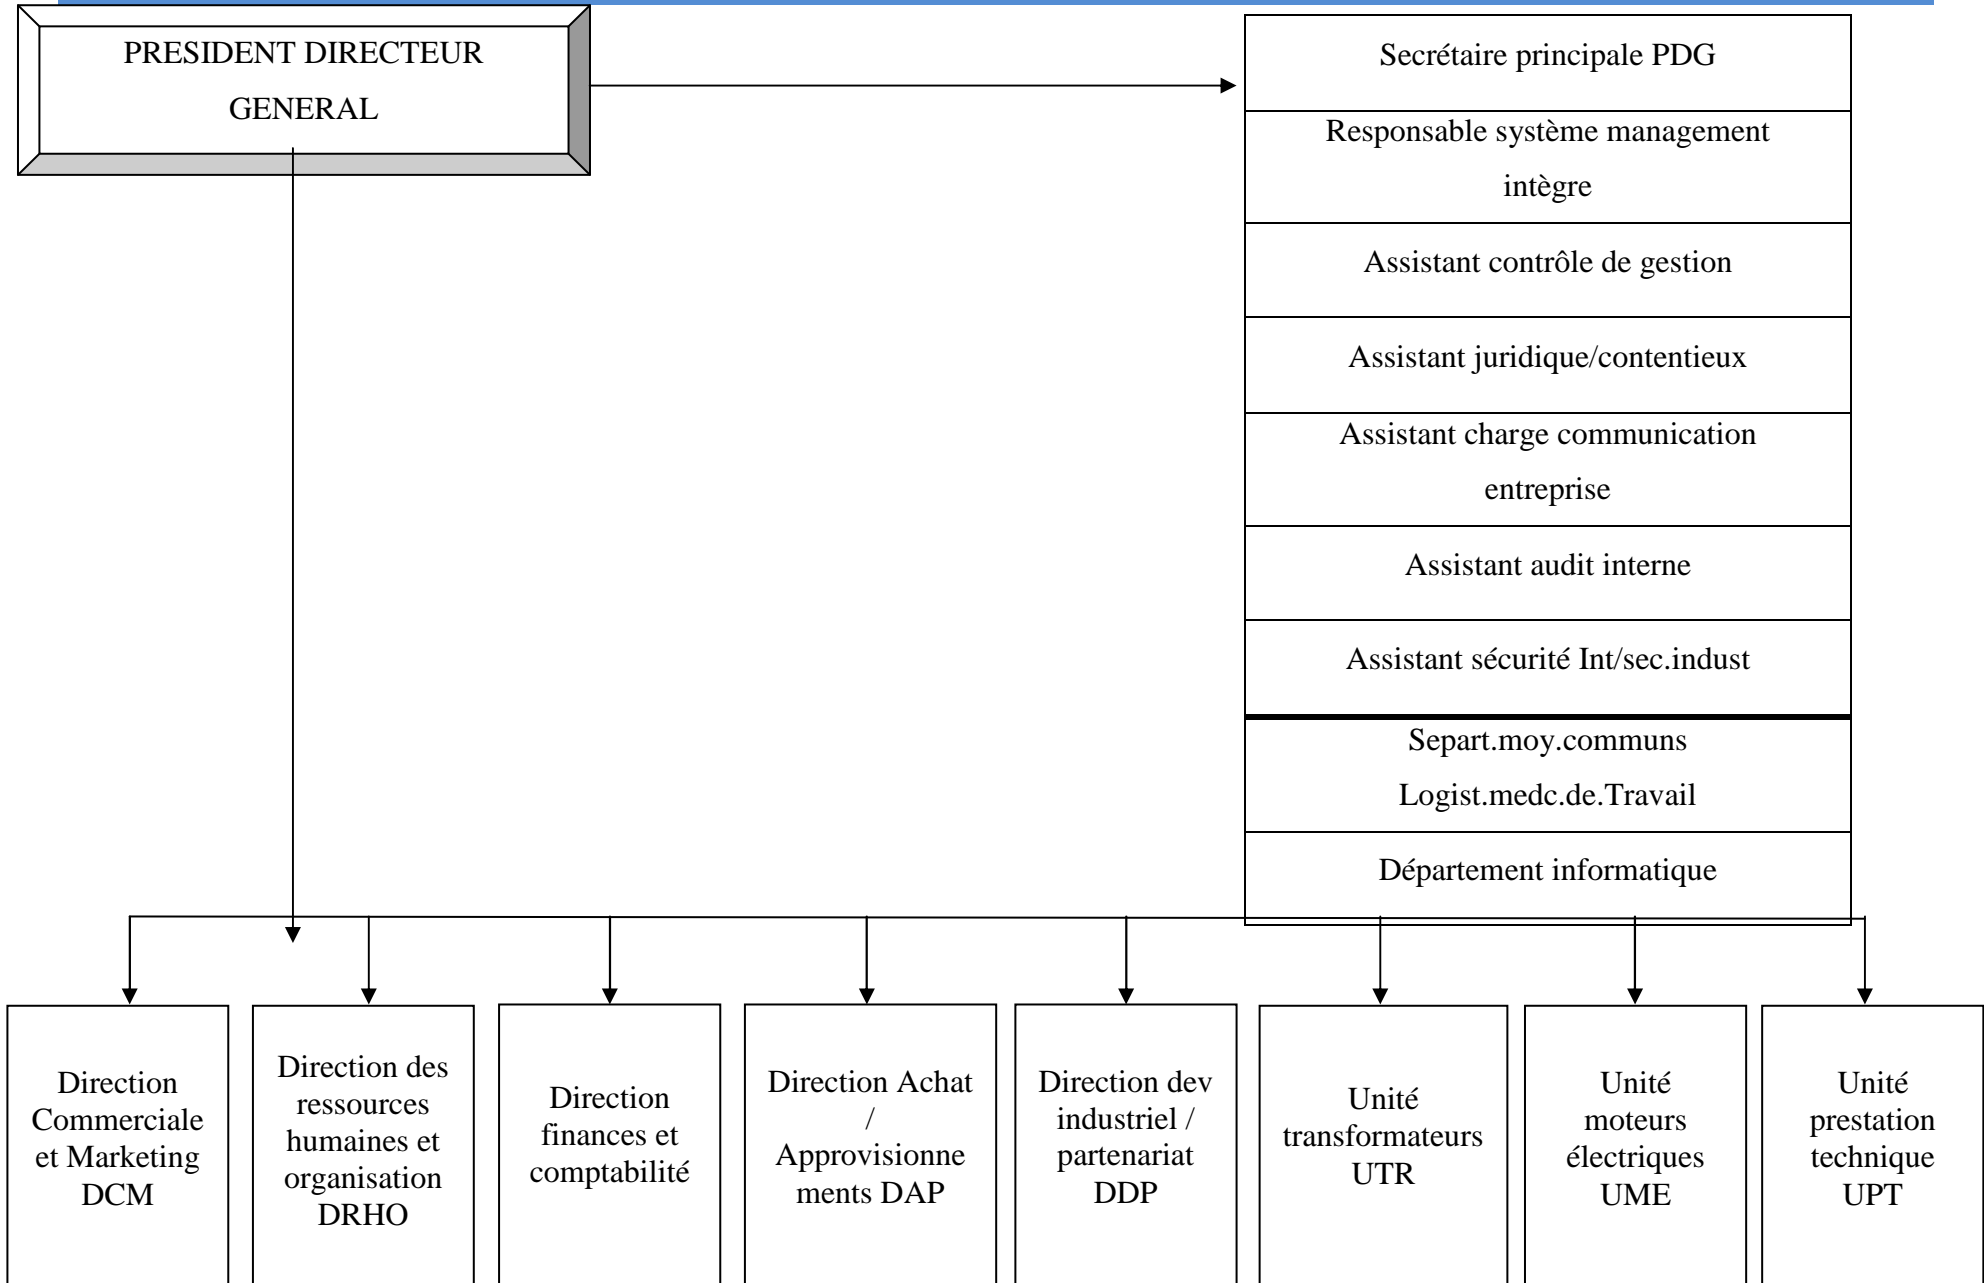 PRESIDENT DIRECTEUR
GENERAL
Secrétaire principale PDG
Responsable système management
intègre
Assistant contrôle de gestion
Assistant juridique/contentieux
Assistant charge communication
entreprise
Assistant audit interne
Assistant sécurité Int/sec.indust
Separt.moy.communs
Logist.medc.de.Travail
Département informatique
Direction
Commerciale
et Marketing
DCM
Direction des
ressources
humaines et
organisation
DRHO
Direction
finances et
comptabilité
Direction Achat
/
Approvisionne
ments DAP
Direction dev
industriel /
partenariat
DDP
Unité
transformateurs
UTR
Unité
moteurs
électriques
UME
Unité
prestation
technique
UPT